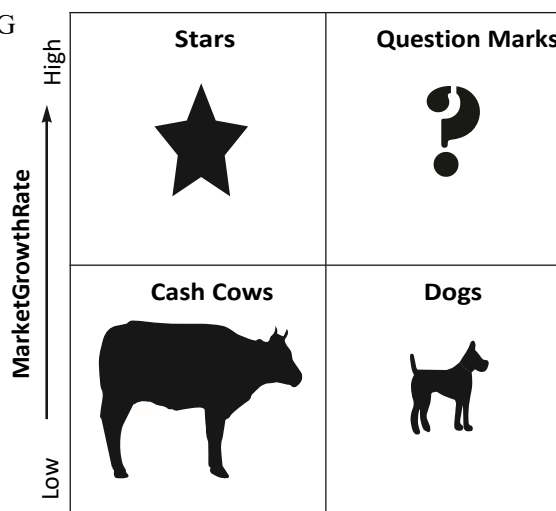 G
Stars
Question Marks
High
MarketGrowthRate
Cash Cows
Dogs
Low